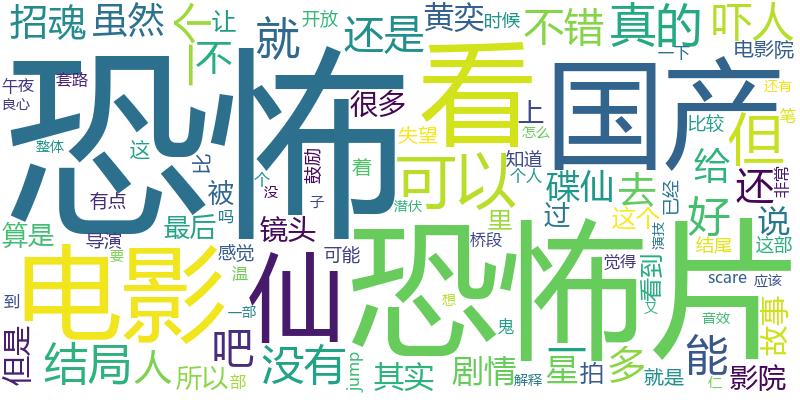 招魂
虽然
个
不
让
就
开放
还是
黄奕
时候
不错
真的
吓人
电影院
午夜
良心
套路
恐怖
很多
看
国产
一下
还有
笔
上
但
比较
整体
这
比
失望
怎么
鼓励
着
可以
知道
个人
碟仙
去
给
还
非常
有点
被
个
没
子
潜伏
里
过
这个
已经
好
说
算是
导演
最后
吗
镜头
桥段
演技
结尾
这部
要
感觉
温
可能
恐怖片
觉得
看到
又
scare
应该
到
电影
仙
一部
想
鬼
音效
故事
但是
结局
人
吧
没有
jump
剧情
一
星
拍
多
能
所以
部
其实
解释
就是
仁
影院